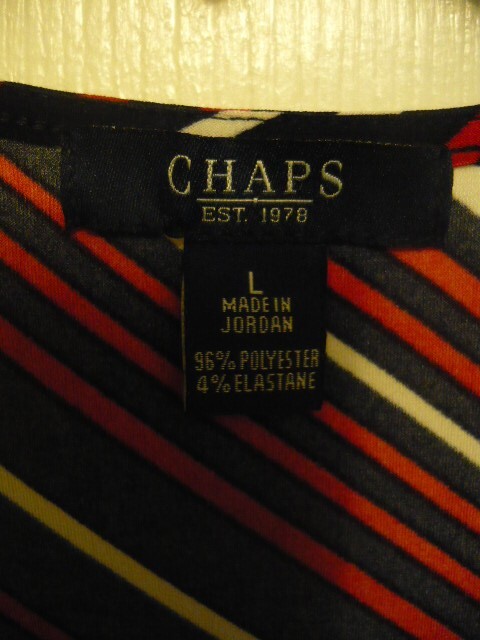 CHAPS
EST. 1978
L
MADE IN
JORDAN
96% POLYESTER
4% ELASTANE